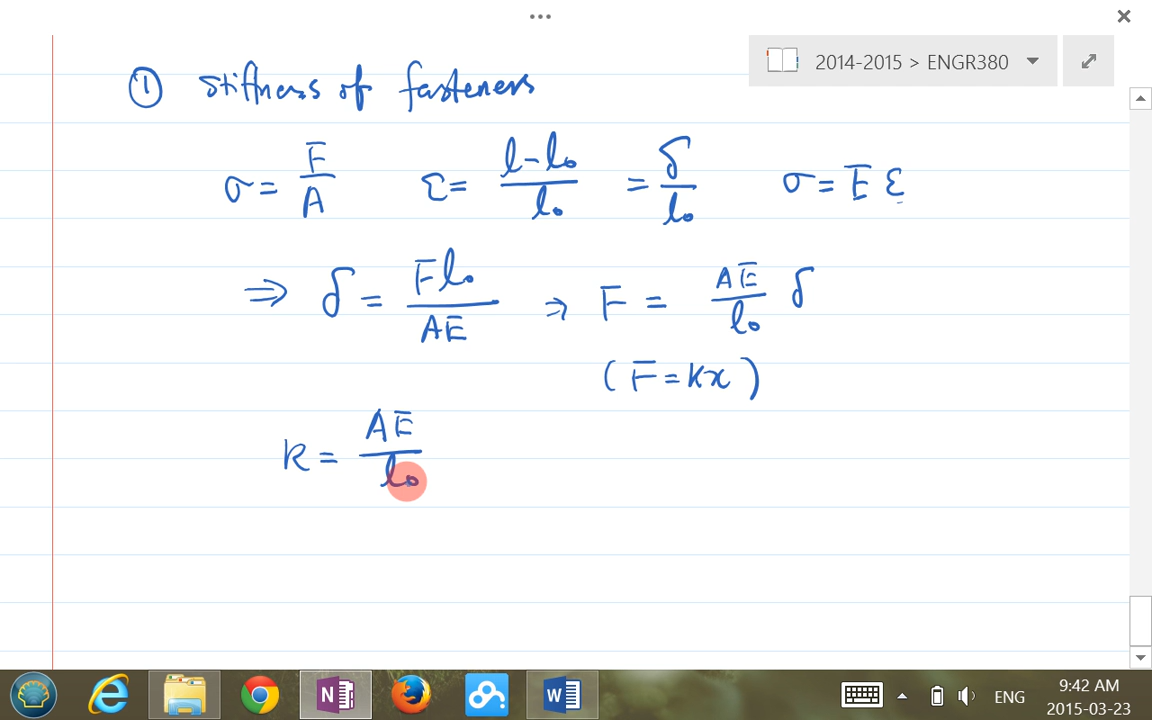 2014-2015 > ENGR380
① Stiffness of fasteners
σ = F/A ε = (l - l₀)/l₀ = δ/l₀ σ = E ε
⇒ δ = Fl₀/AE ⇒ F = AE/l₀ δ
(F = kx)
k = AE/l₀
ENG
9:42 AM
2015-03-23